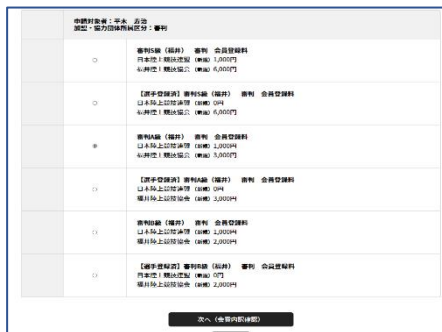 申請対象者：平木
加盟・協力団体所属区分：審判
審判S級（福井）　審判　会員登録料
日本陸上競技連盟（新規）1,000円
福井陸上競技協会（新規）6,000円
【選手登録済】審判S級（福井）　審判　会員登録料
日本陸上競技連盟（新規）0円
福井陸上競技協会（新規）6,000円
審判A級（福井）　審判　会員登録料
日本陸上競技連盟（新規）1,000円
福井陸上競技協会（新規）3,000円
【選手登録済】審判A級（福井）　審判　会員登録料
日本陸上競技連盟（新規）0円
福井陸上競技協会（新規）3,000円
審判B級（福井）　審判　会員登録料
日本陸上競技連盟（新規）1,000円
福井陸上競技協会（新規）2,000円
【選手登録済】審判B級（福井）　審判　会員登録料
日本陸上競技連盟（新規）0円
福井陸上競技協会（新規）2,000円
次へ（会費内訳確認）